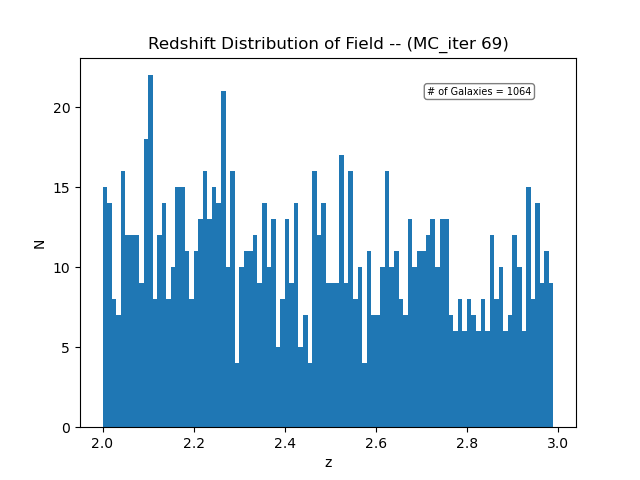 Redshift Distribution of Field -- (MC_iter 69)
# of Galaxies = 1064
20
15
10
5
0
N
2.0 2.2 2.4 2.6 2.8 3.0
z